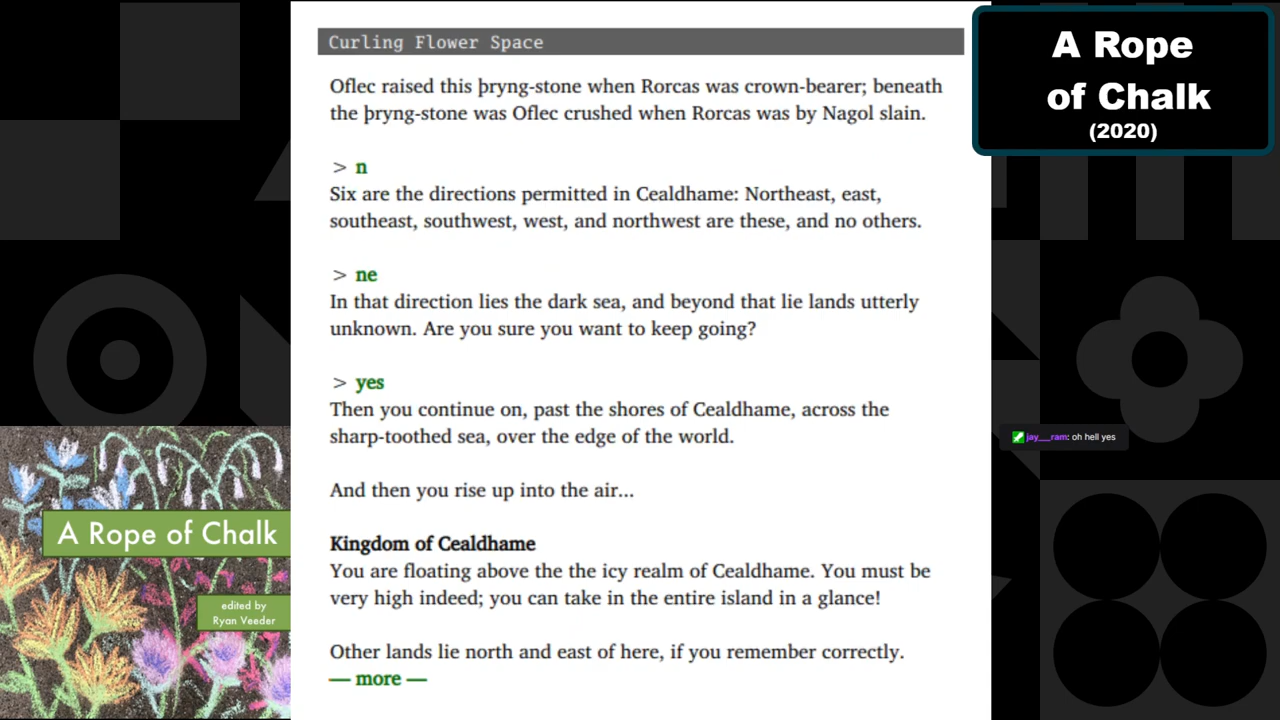 Curling Flower Space
Oflec raised this þryng-stone when Rorcas was crown-bearer; beneath
the þryng-stone was Oflec crushed when Rorcas was by Nagol slain.
> n
Six are the directions permitted in Cealdhame: Northeast, east,
southeast, southwest, west, and northwest are these, and no others.
> ne
In that direction lies the dark sea, and beyond that lie lands utterly
unknown. Are you sure you want to keep going?
> yes
Then you continue on, past the shores of Cealdhame, across the
sharp-toothed sea, over the edge of the world.
And then you rise up into the air...
Kingdom of Cealdhame
You are floating above the the icy realm of Cealdhame. You must be
very high indeed; you can take in the entire island in a glance!
Other lands lie north and east of here, if you remember correctly.
— more —
A Rope
of Chalk
(2020)
jay___ram: oh hell yes
A Rope of Chalk
edited by
Ryan Veeder